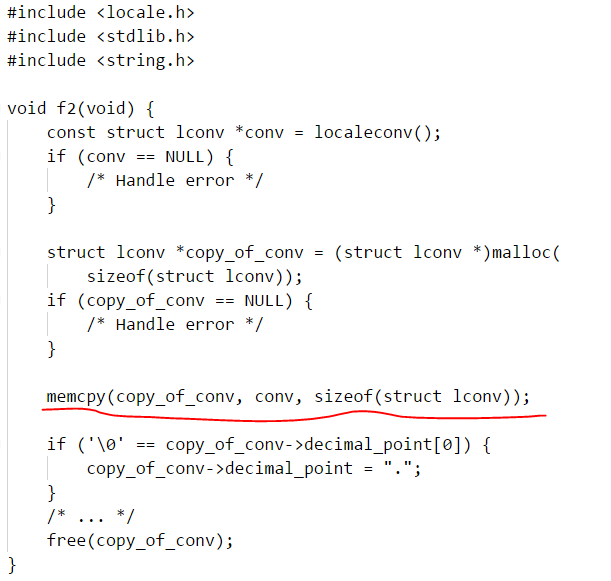 #include <locale.h>
#include <stdlib.h>
#include <string.h>

void f2(void) {
    const struct lconv *conv = localeconv();
    if (conv == NULL) {
        /* Handle error */
    }

    struct lconv *copy_of_conv = (struct lconv *)malloc(
        sizeof(struct lconv));
    if (copy_of_conv == NULL) {
        /* Handle error */
    }

    memcpy(copy_of_conv, conv, sizeof(struct lconv));

    if ('\0' == copy_of_conv->decimal_point[0]) {
        copy_of_conv->decimal_point = ".";
    }
    /* ... */
    free(copy_of_conv);
}